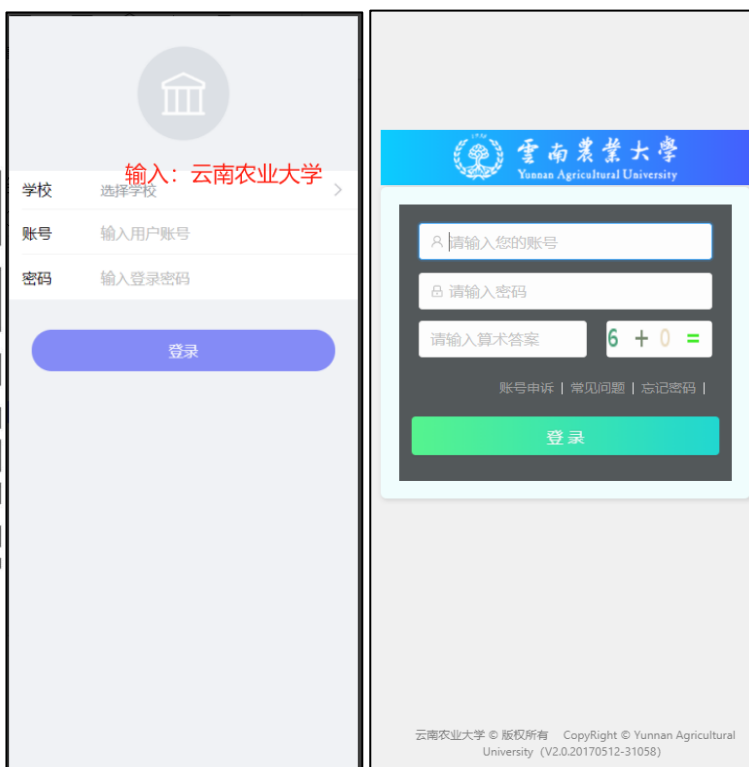 输入：云南农业大学
学校 选择学校
账号 输入用户账号
密码 输入登录密码
登录
雲南農業大學
Yunnan Agricultural University
请输入您的账号
请输入密码
请输入算术答案 6 + 0 =
账号申诉 | 常见问题 | 忘记密码 |
登 录
云南农业大学 © 版权所有 CopyRight © Yunnan Agricultural
University (V2.0.20170512-31058)